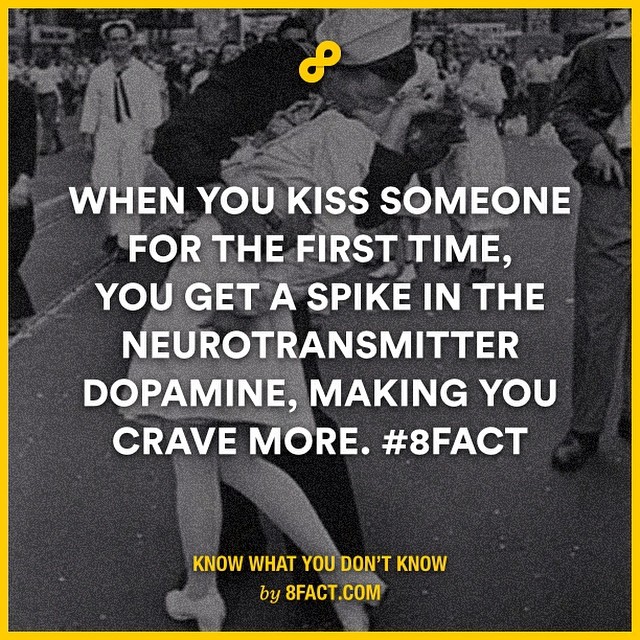 WHEN YOU KISS SOMEONE
FOR THE FIRST TIME,
YOU GET A SPIKE IN THE
NEUROTRANSMITTER
DOPAMINE, MAKING YOU
CRAVE MORE. #8FACT
KNOW WHAT YOU DON'T KNOW
by 8FACT.COM